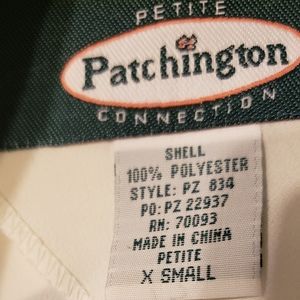 PETITE
Patchington
CONNECTION
SHELL
100% POLYESTER
STYLE: PZ 834
PO: PZ 22937
RN: 70093
MADE IN CHINA
PETITE
X SMALL